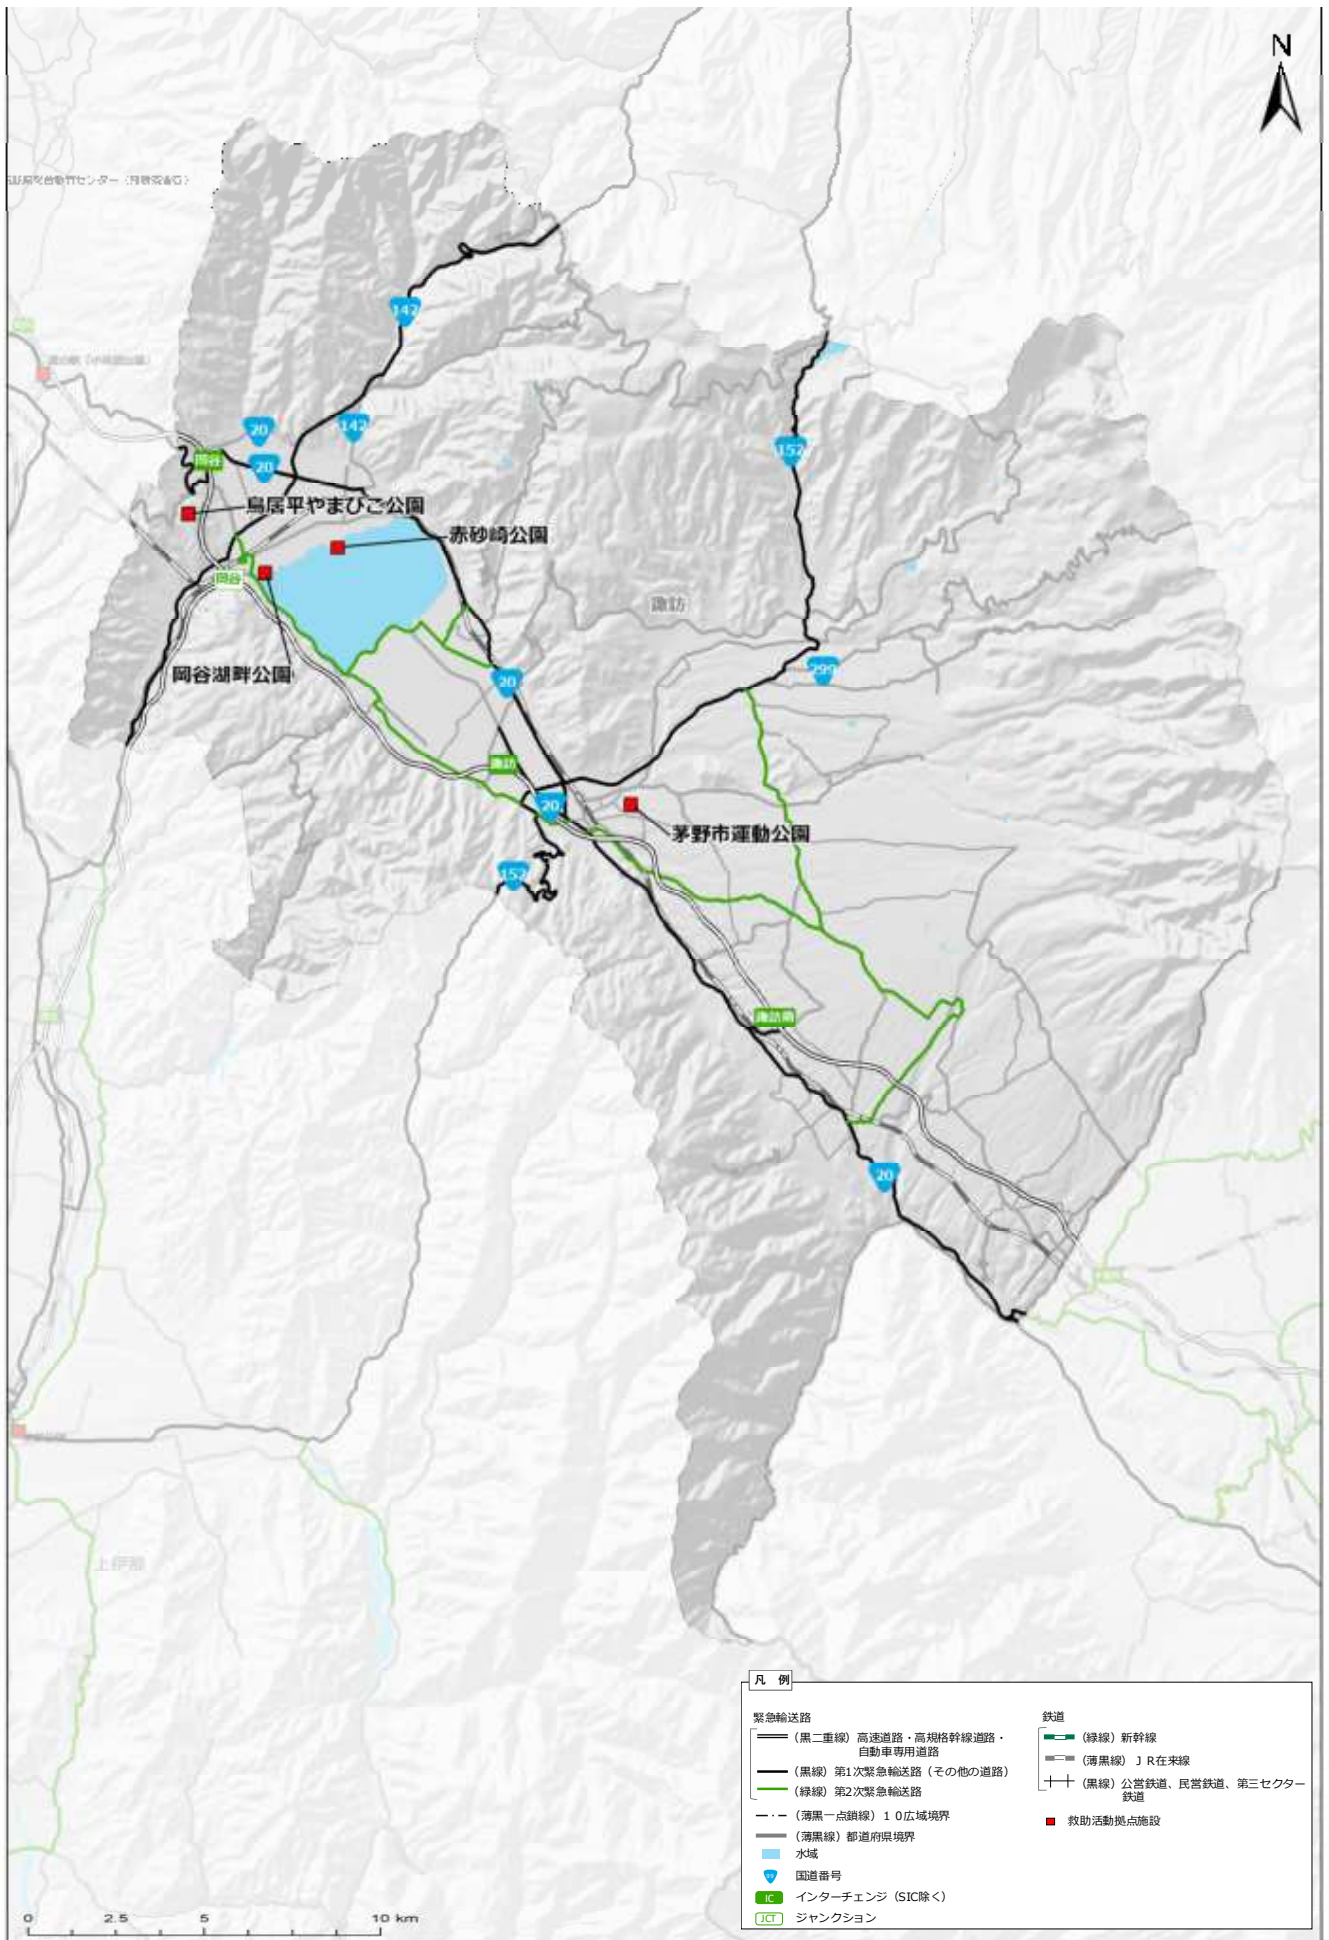 N
142
20
142
152
岡谷
20
鳥居平やまびこ公園
赤砂崎公園
岡谷
諏訪
岡谷湖畔公園
299
20
諏訪
20
茅野市運動公園
152
諏訪南
20
上伊那
凡 例
緊急輸送路
(黒二重線) 高速道路・高規格幹線道路・
自動車専用道路
(黒線) 第1次緊急輸送路 (その他の道路)
(緑線) 第2次緊急輸送路
(薄黒一点鎖線) 10広域境界
(薄黒線) 都道府県境界
水域
国道番号
IC インターチェンジ (SIC除く)
JCT ジャンクション
鉄道
(緑線) 新幹線
(薄黒線) JR在来線
(黒線) 公営鉄道、民営鉄道、第三セクター
鉄道
救助活動拠点施設
0 2.5 5 10 km